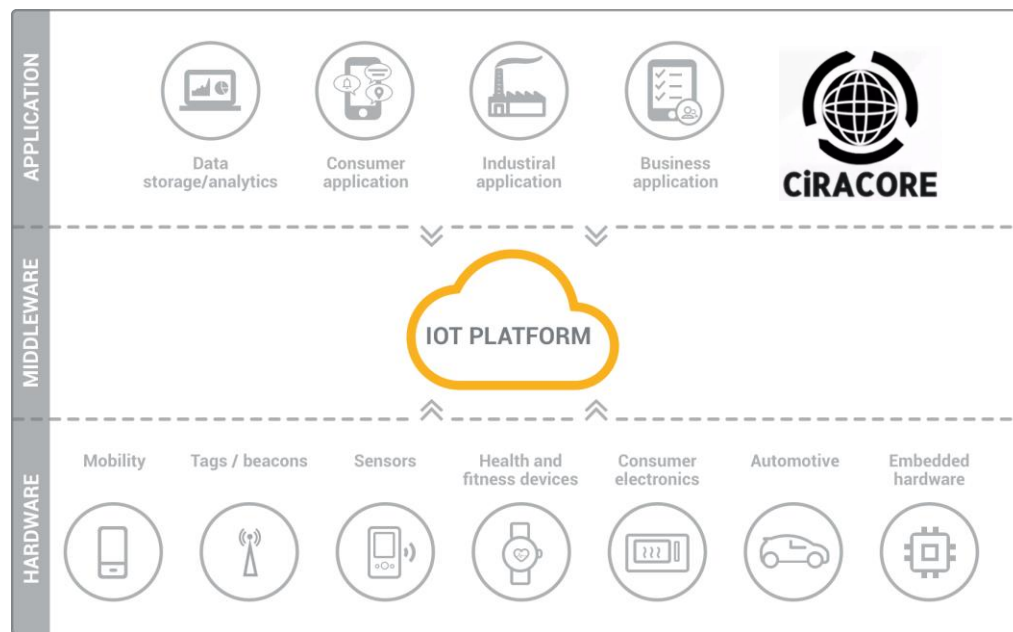 APPLICATION
Data
storage/analytics
Consumer
application
Industiral
application
Business
application
CiRACORE
MIDDLEWARE
IOT PLATFORM
HARDWARE
Mobility
Tags / beacons
Sensors
Health and
fitness devices
Consumer
electronics
Automotive
Embedded
hardware